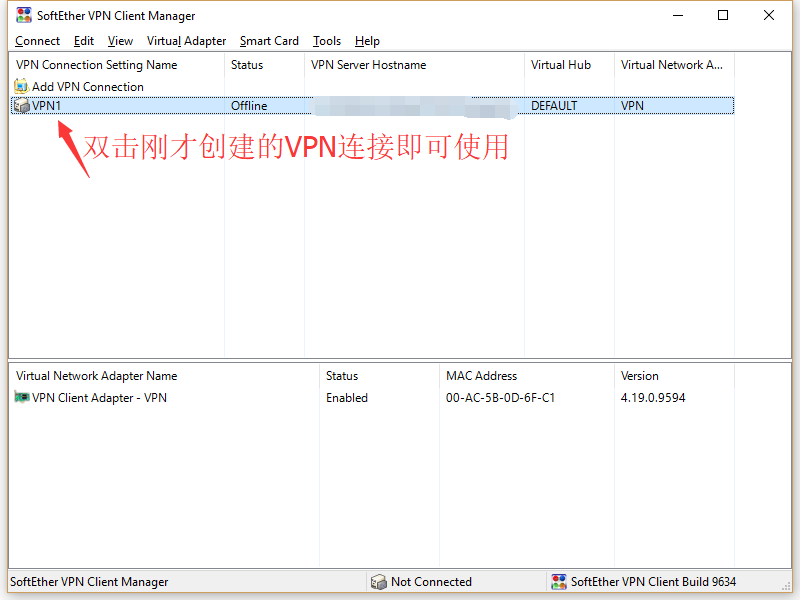 SoftEther VPN Client Manager
Connect Edit View Virtual Adapter Smart Card Tools Help
VPN Connection Setting Name Status VPN Server Hostname Virtual Hub Virtual Network A...
Add VPN Connection
VPN1 Offline DEFAULT VPN
双击刚才创建的VPN连接即可使用
Virtual Network Adapter Name Status MAC Address Version
VPN Client Adapter - VPN Enabled 00-AC-5B-0D-6F-C1 4.19.0.9594
SoftEther VPN Client Manager Not Connected SoftEther VPN Client Build 9634